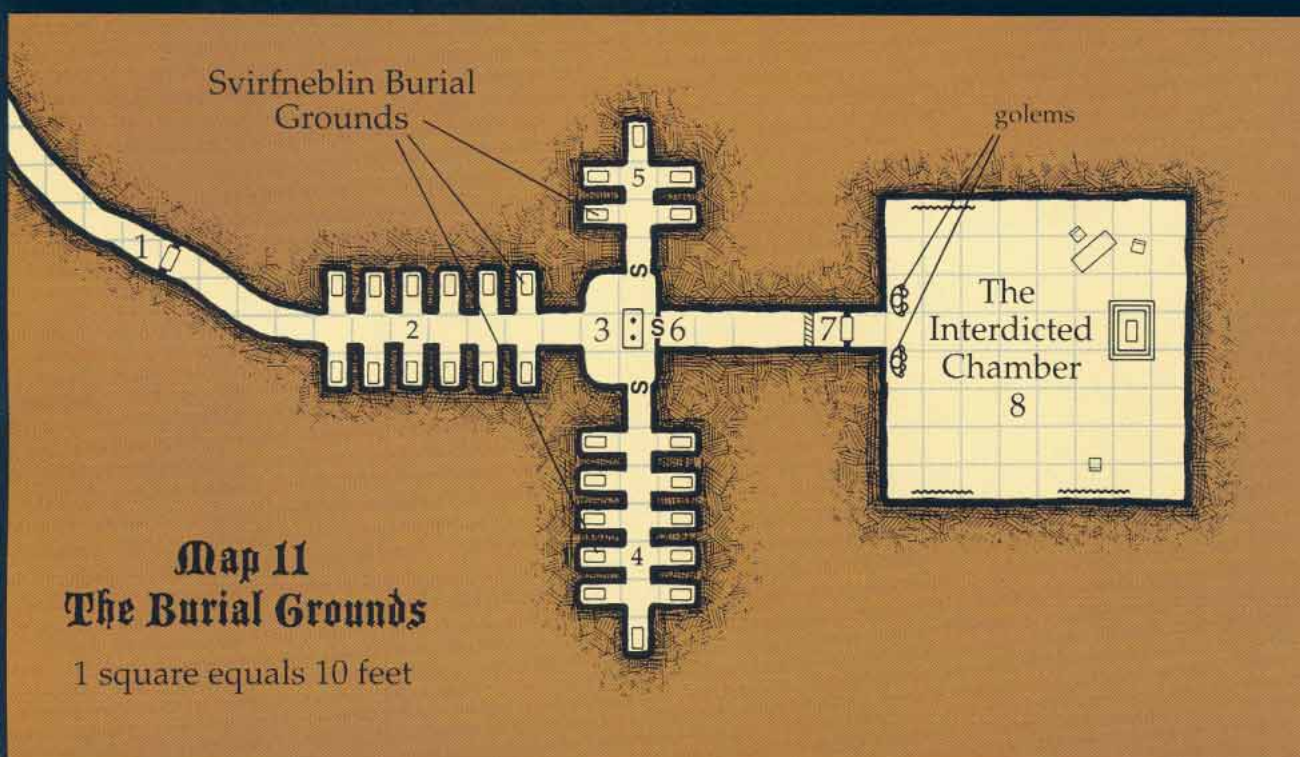 Svirfneblin Burial
Grounds
golems
5
1
S
2
3
S6
7
The
Interdicted
Chamber
8
S
4
Map 11
The Burial Grounds
1 square equals 10 feet